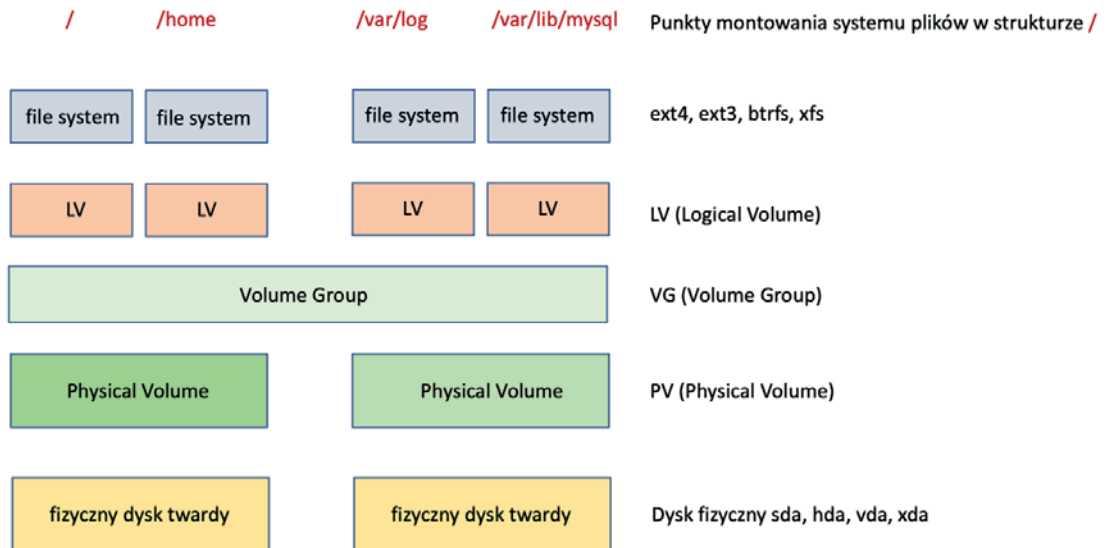 / /home /var/log /var/lib/mysql Punkty montowania systemu plików w strukturze /
file system file system file system file system ext4, ext3, btrfs, xfs
LV LV LV LV LV (Logical Volume)
Volume Group VG (Volume Group)
Physical Volume Physical Volume PV (Physical Volume)
fizyczny dysk twardy fizyczny dysk twardy Dysk fizyczny sda, hda, vda, xda